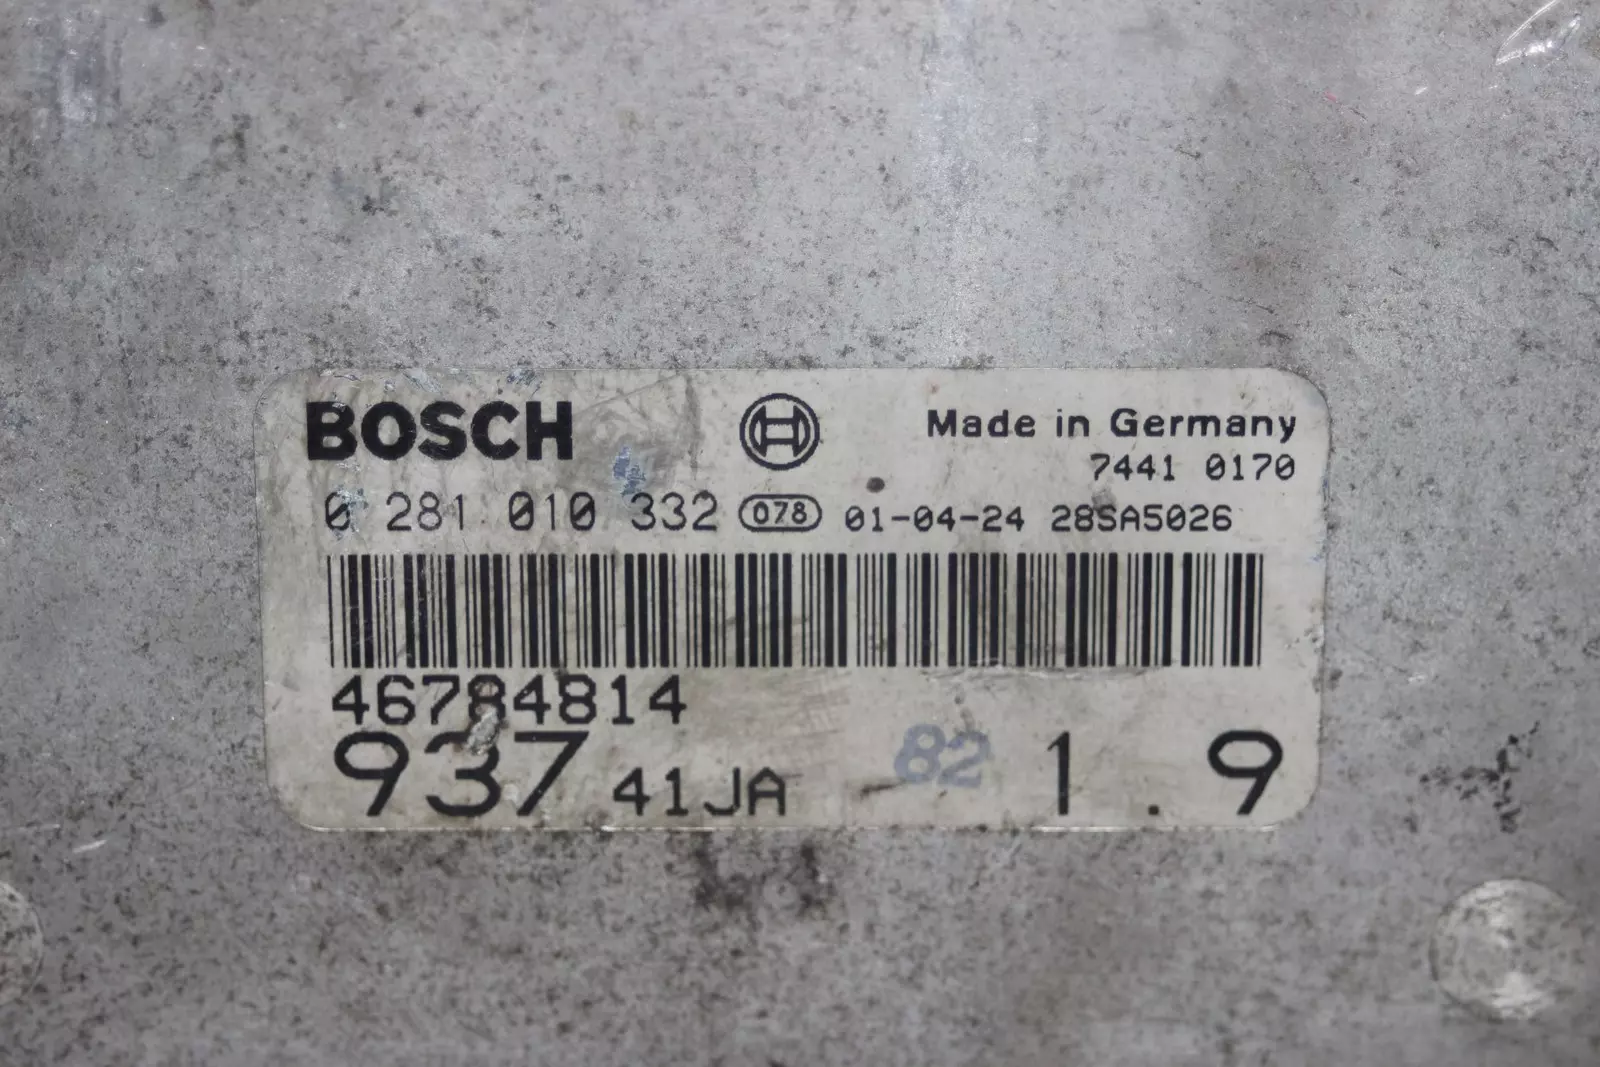 BOSCH
Made in Germany
7441 0170
0 281 010 332 078 01-04-24 28SA5026
46784814
937 41JA 82 1.9